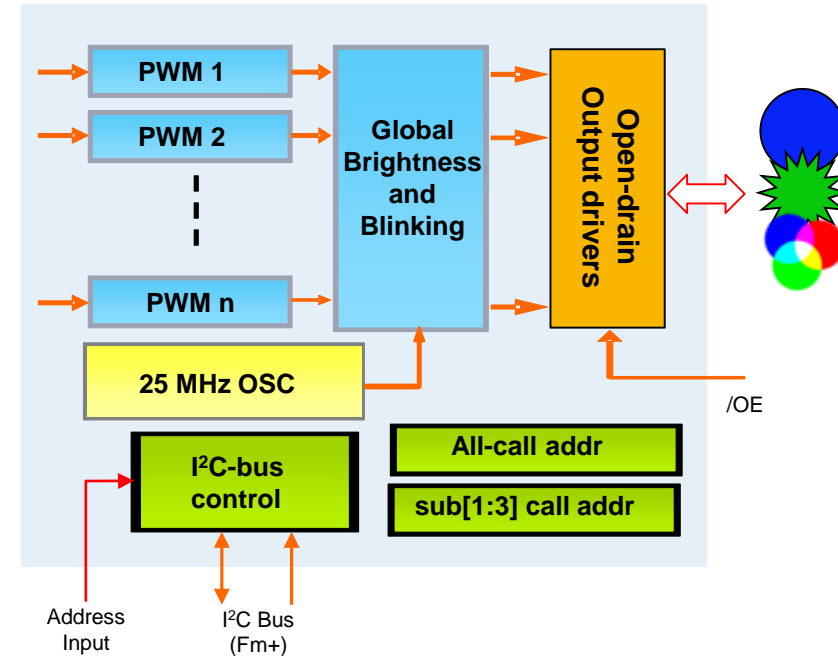 PWM 1
PWM 2
PWM n
Global
Brightness
and
Blinking
Open-drain
Output drivers
25 MHz OSC
/OE
I²C-bus
control
All-call addr
sub[1:3] call addr
Address
Input
I²C Bus
(Fm+)